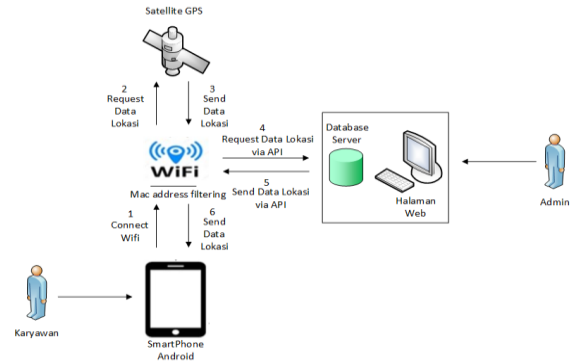 Satellite GPS
2
Request
Data
Lokasi
3
Send
Data
Lokasi
4
Request Data Lokasi
via API
5
Send Data Lokasi
via API
WiFi
Mac address filtering
1
Connect
Wifi
6
Send
Data
Lokasi
Database
Server
Halaman
Web
Admin
Karyawan
SmartPhone
Android